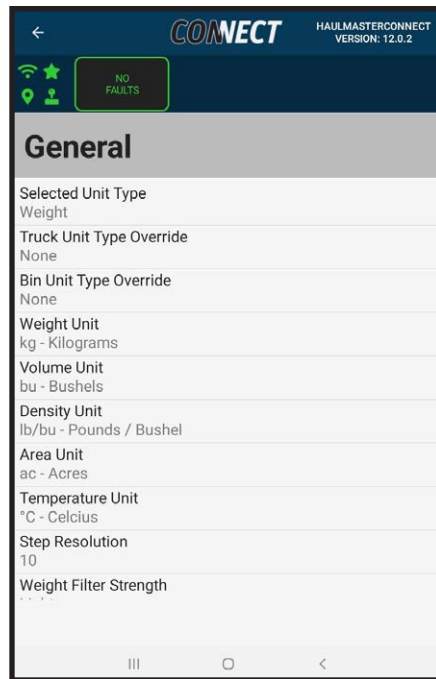 CONNECT
HAULMASTERCONNECT
VERSION: 12.0.2
NO
FAULTS
General
Selected Unit Type
Weight
Truck Unit Type Override
None
Bin Unit Type Override
None
Weight Unit
kg - Kilograms
Volume Unit
bu - Bushels
Density Unit
lb/bu - Pounds / Bushel
Area Unit
ac - Acres
Temperature Unit
°C - Celcius
Step Resolution
10
Weight Filter Strength